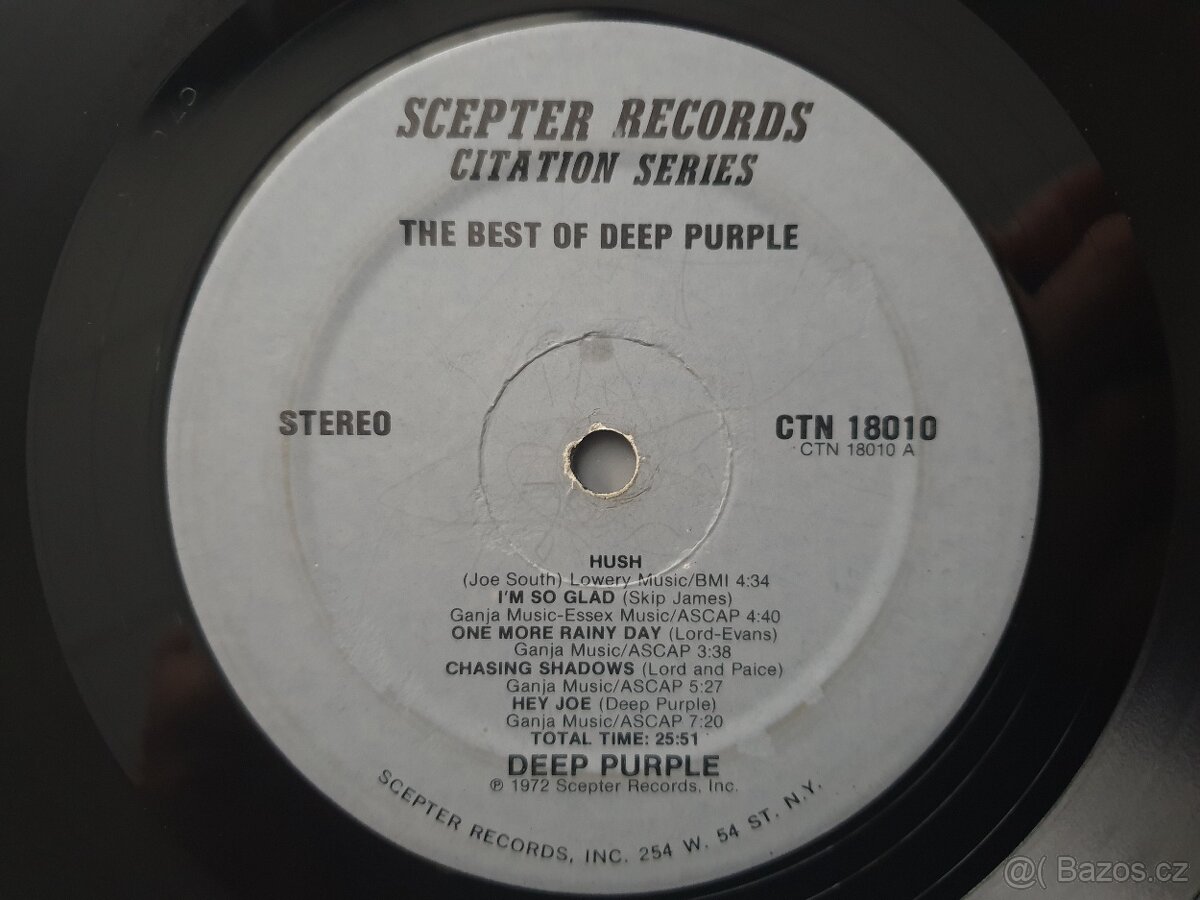 SCEPTER RECORDS
CITATION SERIES
THE BEST OF DEEP PURPLE
STEREO
CTN 18010
CTN 18010 A
HUSH
(Joe South) Lowery Music/BMI 4:34
I'M SO GLAD (Skip James)
Ganja Music-Essex Music/ASCAP 4:40
ONE MORE RAINY DAY (Lord-Evans)
Ganja Music/ASCAP 3:38
CHASING SHADOWS (Lord and Paice)
Ganja Music/ASCAP 5:27
HEY JOE (Deep Purple)
Ganja Music/ASCAP 7:20
TOTAL TIME: 25:51
DEEP PURPLE
℗ 1972 Scepter Records, Inc.
SCEPTER RECORDS, INC. 254 W. 54 ST. N.Y.
@( Bazos.cz